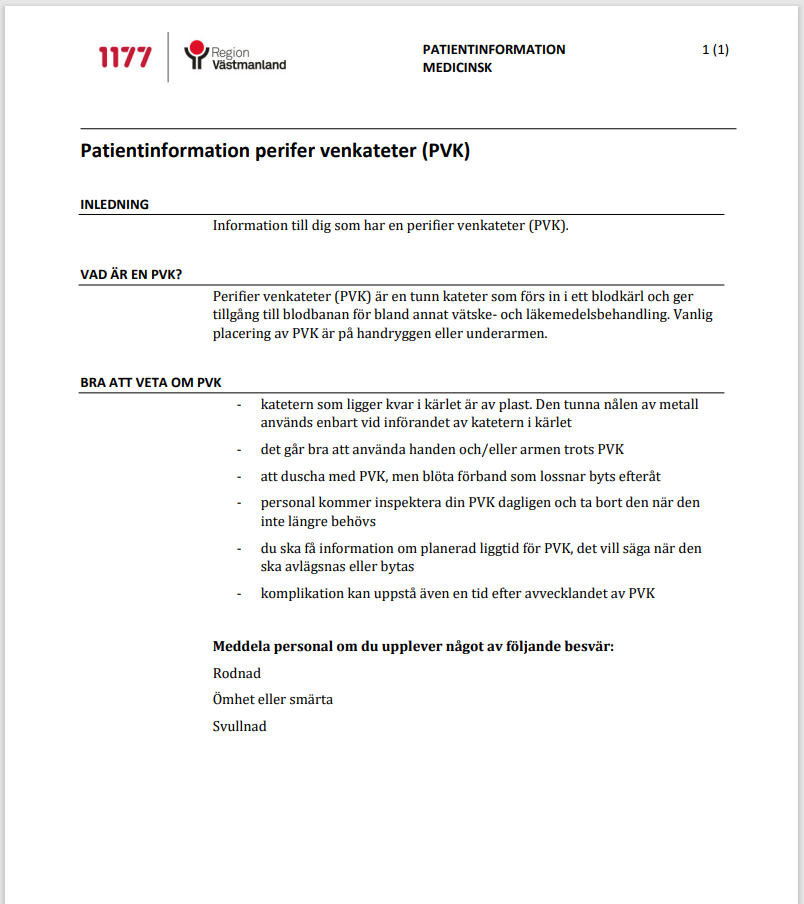 1177
Region
Västmanland
PATIENTINFORMATION
MEDICINSK
1 (1)
Patientinformation perifer venkateter (PVK)
INLEDNING
Information till dig som har en perifier venkateter (PVK).
VAD ÄR EN PVK?
Perifier venkateter (PVK) är en tunn kateter som förs in i ett blodkärl och ger
tillgång till blodbanan för bland annat vätske- och läkemedelsbehandling. Vanlig
placering av PVK är på handryggen eller underarmen.
BRA ATT VETA OM PVK
- katetern som ligger kvar i kärlet är av plast. Den tunna nålen av metall
används enbart vid införandet av katetern i kärlet
- det går bra att använda handen och/eller armen trots PVK
- att duscha med PVK, men blöta förband som lossnar byts efteråt
- personal kommer inspektera din PVK dagligen och ta bort den när den
inte längre behövs
- du ska få information om planerad liggtid för PVK, det vill säga när den
ska avlägsnas eller bytas
- komplikation kan uppstå även en tid efter avvecklandet av PVK
Meddela personal om du upplever något av följande besvär:
Rodnad
Ömhet eller smärta
Svullnad